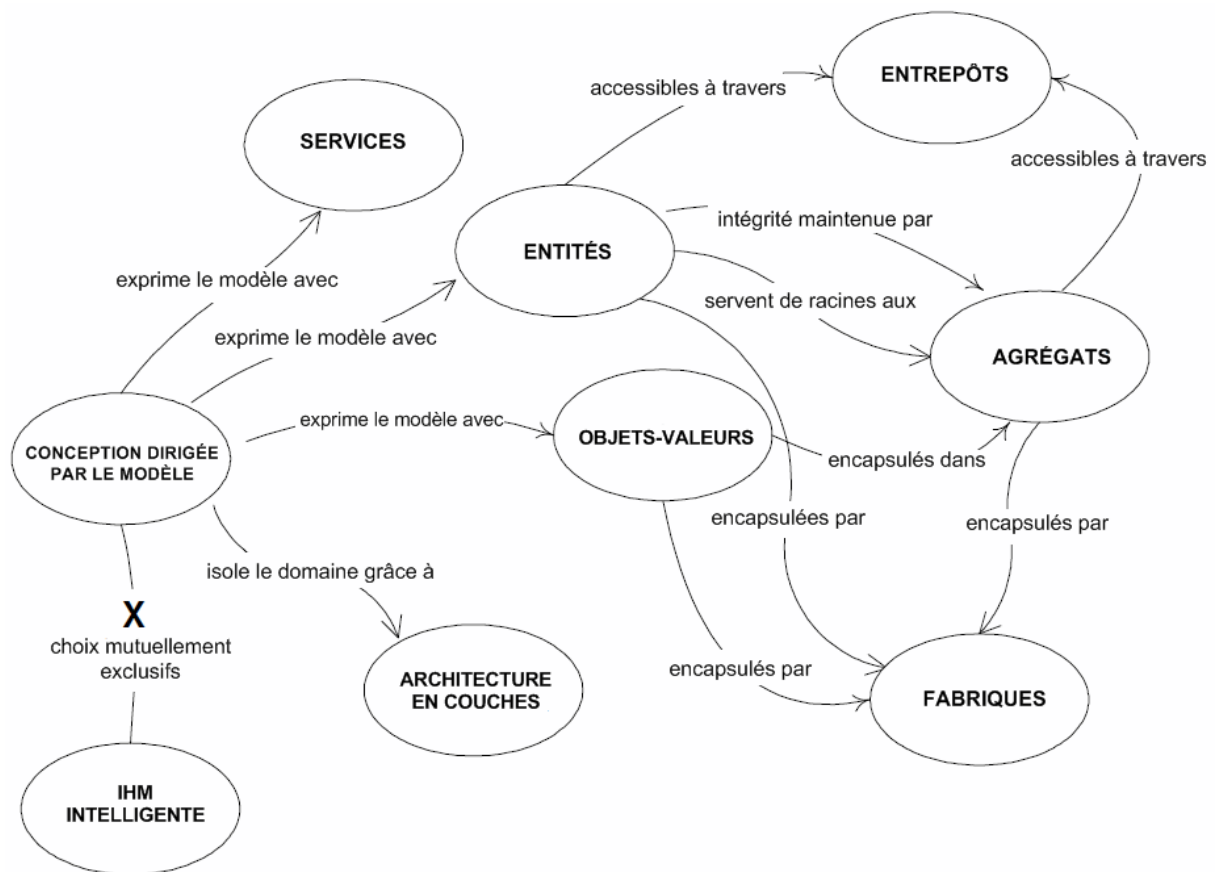 ENTREPÔTS
accessibles à travers
SERVICES
accessibles à travers
intégrité maintenue par
ENTITÉS
exprime le modèle avec
servent de racines aux
exprime le modèle avec
AGRÉGATS
exprime le modèle avec
OBJETS-VALEURS
CONCEPTION DIRIGÉE
PAR LE MODÈLE
encapsulés dans
encapsulées par
encapsulés par
isole le domaine grâce à
X
choix mutuellement
exclusifs
encapsulés par
ARCHITECTURE
EN COUCHES
FABRIQUES
IHM
INTELLIGENTE